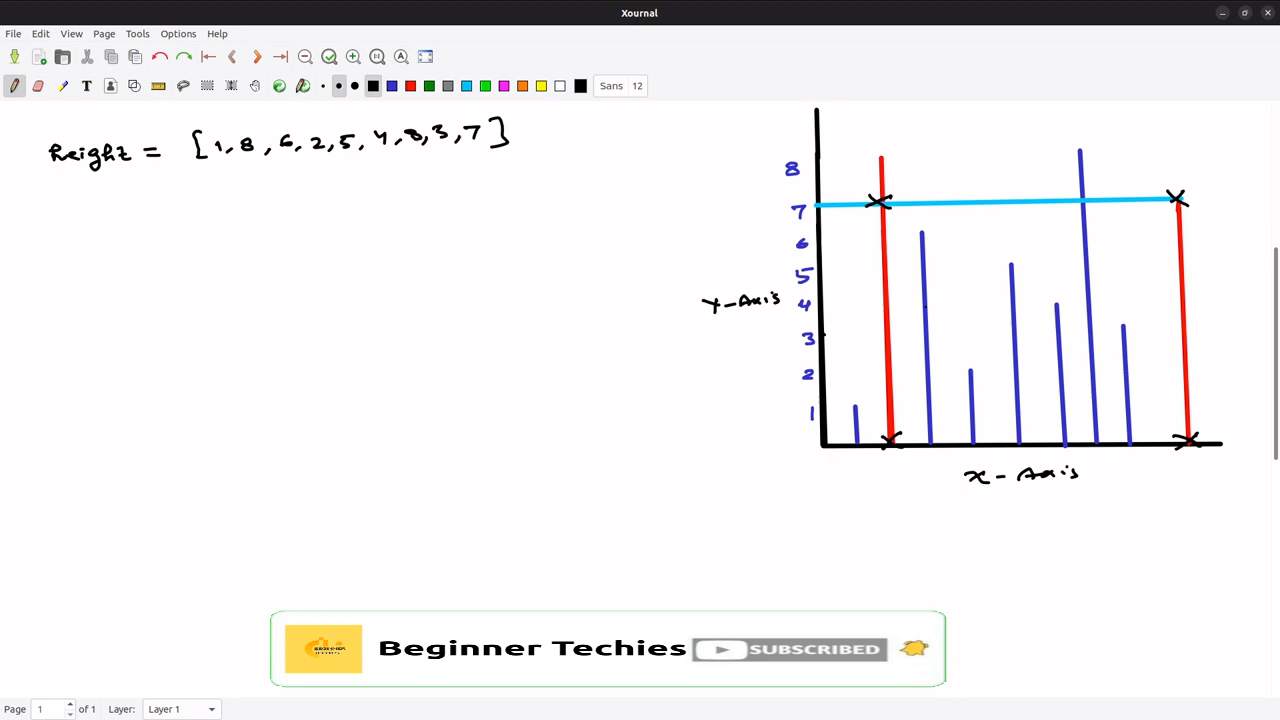 Xournal
File Edit View Page Tools Options Help
Sans 12
height = [1, 8, 6, 2, 5, 4, 8, 3, 7]
8
7
6
5
Y-Axis 4
3
2
1
X-Axis
Beginner Techies SUBSCRIBED
Page 1 of 1 Layer: Layer 1